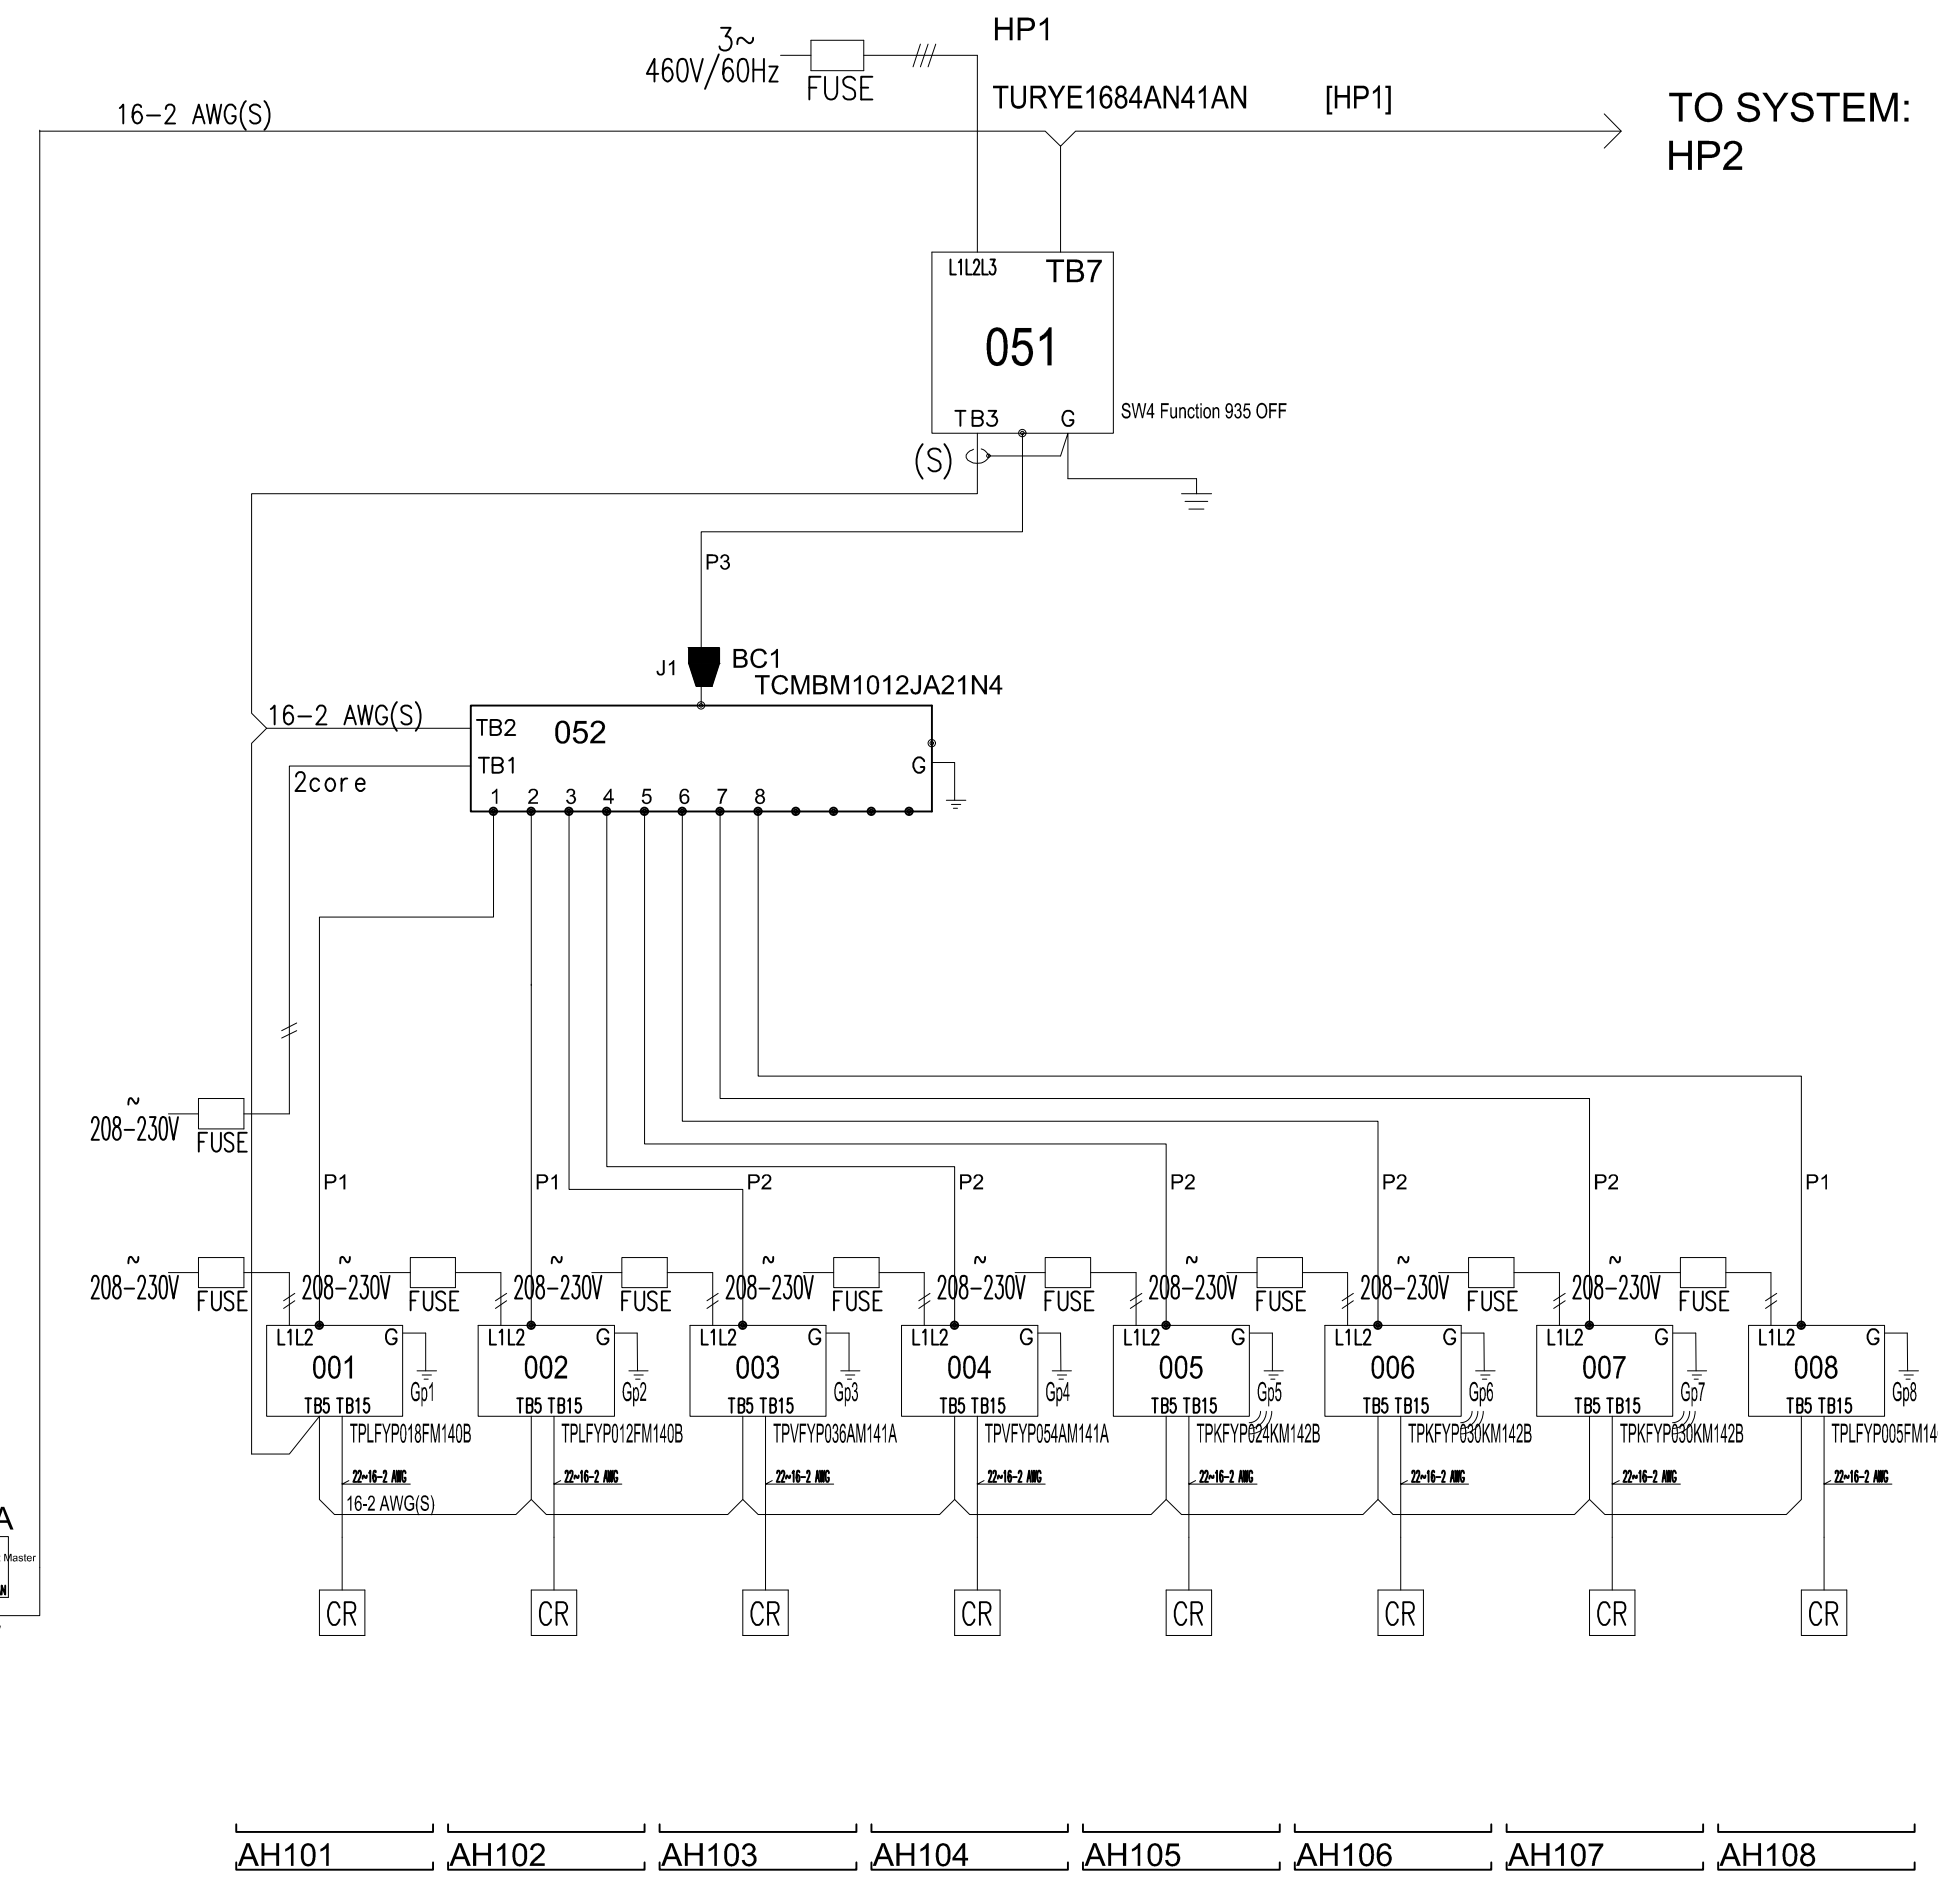 HP1
3~
460V/60Hz
FUSE
TURYE1684AN41AN [HP1]
TO SYSTEM:
HP2
16-2 AWG(S)
L1L2L3 TB7
051
TB3 G
SW4 Function 935 OFF
(S)
P3
J1 BC1
TCMBM1012JA21N4
16-2 AWG(S)
TB2 052
TB1 G
2core
1 2 3 4 5 6 7 8
~
208-230V
FUSE
P1 P1 P2 P2 P2 P2 P2 P1
~ ~ ~ ~ ~ ~ ~ ~
208-230V 208-230V 208-230V 208-230V 208-230V 208-230V 208-230V 208-230V
FUSE FUSE FUSE FUSE FUSE FUSE FUSE FUSE
L1L2 G L1L2 G L1L2 G L1L2 G L1L2 G L1L2 G L1L2 G L1L2 G
001 002 003 004 005 006 007 008
Gp1 Gp2 Gp3 Gp4 Gp5 Gp6 Gp7 Gp8
TB5 TB15 TB5 TB15 TB5 TB15 TB5 TB15 TB5 TB15 TB5 TB15 TB5 TB15 TB5 TB15
TPLFYP018FM140B TPLFYP012FM140B TPVFYP036AM141A TPVFYP054AM141A TPKFYP024KM142B TPKFYP030KM142B TPKFYP030KM142B TPLFYP005FM14
22~16-2 AWG 22~16-2 AWG 22~16-2 AWG 22~16-2 AWG 22~16-2 AWG 22~16-2 AWG 22~16-2 AWG 22~16-2 AWG
16-2 AWG(S)
A
Master
CR CR CR CR CR CR CR CR
AH101 AH102 AH103 AH104 AH105 AH106 AH107 AH108